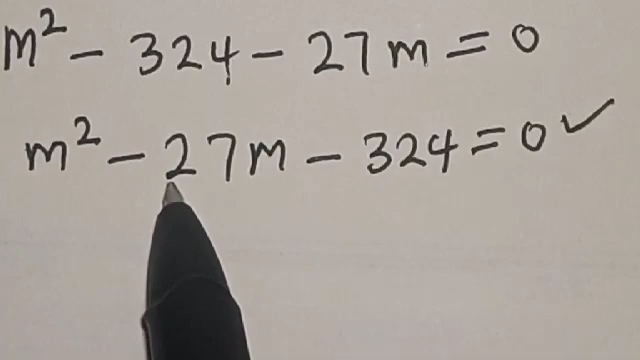 m² - 324 - 27m = 0
m² - 27m - 324 = 0 ✓